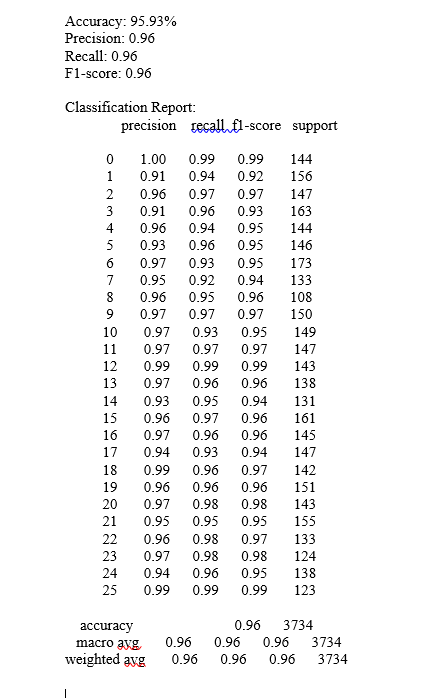 Accuracy: 95.93%
Precision: 0.96
Recall: 0.96
F1-score: 0.96
Classification Report:
precision recall f1-score support
0 1.00 0.99 0.99 144
1 0.91 0.94 0.92 156
2 0.96 0.97 0.97 147
3 0.91 0.96 0.93 163
4 0.96 0.94 0.95 144
5 0.93 0.96 0.95 146
6 0.97 0.93 0.95 173
7 0.95 0.92 0.94 133
8 0.96 0.95 0.96 108
9 0.97 0.97 0.97 150
10 0.97 0.93 0.95 149
11 0.97 0.97 0.97 147
12 0.99 0.99 0.99 143
13 0.97 0.96 0.96 138
14 0.93 0.95 0.94 131
15 0.96 0.97 0.96 161
16 0.97 0.96 0.96 145
17 0.94 0.93 0.94 147
18 0.99 0.96 0.97 142
19 0.96 0.96 0.96 151
20 0.97 0.98 0.98 143
21 0.95 0.95 0.95 155
22 0.96 0.98 0.97 133
23 0.97 0.98 0.98 124
24 0.94 0.96 0.95 138
25 0.99 0.99 0.99 123
accuracy 0.96 3734
macro avg 0.96 0.96 0.96 3734
weighted avg 0.96 0.96 0.96 3734